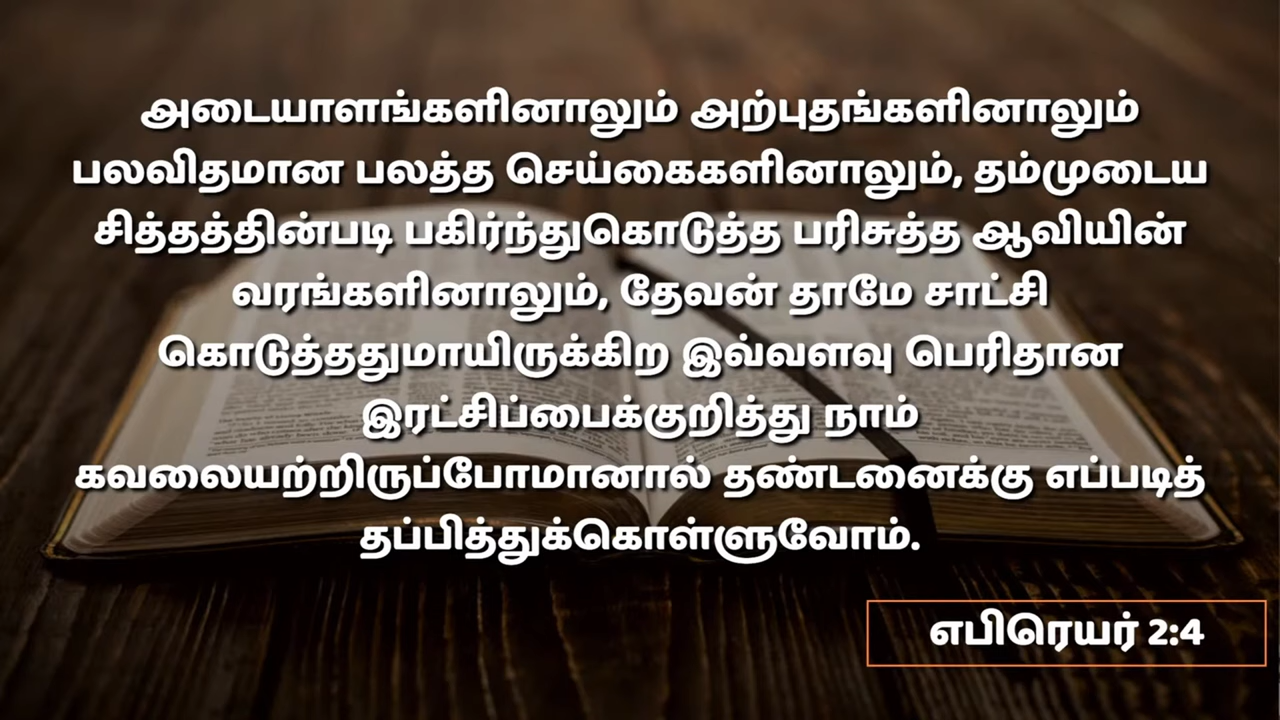 அடையாளங்களினாலும் அற்புதங்களினாலும்
பலவிதமான பலத்த செய்கைகளினாலும், தம்முடைய
சித்தத்தின்படி பகிர்ந்துகொடுத்த பரிசுத்த ஆவியின்
வரங்களினாலும், தேவன் தாமே சாட்சி
கொடுத்ததுமாயிருக்கிற இவ்வளவு பெரிதான
இரட்சிப்பைக்குறித்து நாம்
கவலையற்றிருப்போமானால் தண்டனைக்கு எப்படித்
தப்பித்துக்கொள்ளுவோம்.
எபிரெயர் 2:4